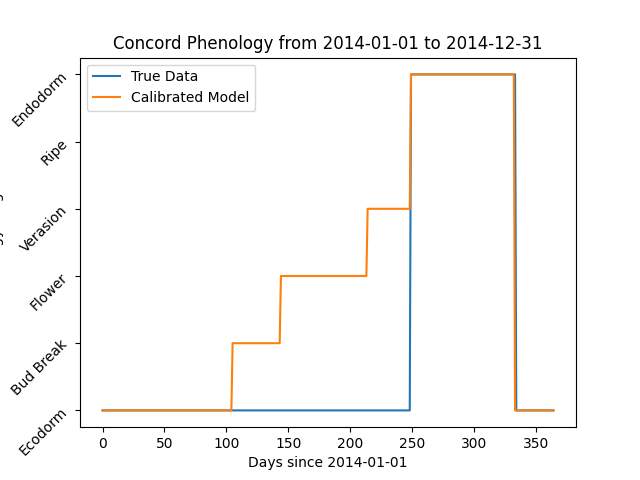 Concord Phenology from 2014-01-01 to 2014-12-31
True Data
Calibrated Model
Endodorm
Ripe
Verasion
Flower
Bud Break
Ecodorm
0 50 100 150 200 250 300 350
Days since 2014-01-01